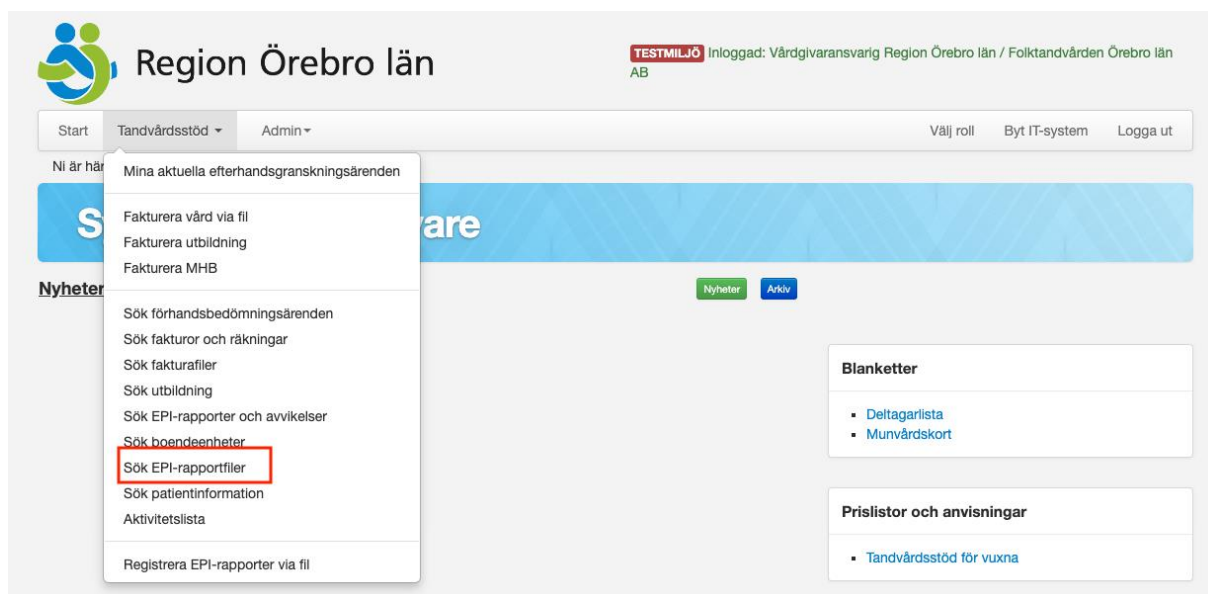 Region Örebro län
TESTMILJÖ Inloggad: Vårdgivaransvarig Region Örebro län / Folktandvården Örebro län
AB
Start Tandvårdsstöd Admin Välj roll Byt IT-system Logga ut
Ni är här
Mina aktuella efterhandsgranskningsärenden
Fakturera vård via fil
Fakturera utbildning
Fakturera MHB
Nyheter
Nyheter Arkiv
Sök förhandsbedömningsärenden
Sök fakturor och räkningar
Sök fakturafiler
Sök utbildning
Sök EPI-rapporter och avvikelser
Sök boendeenheter
Sök EPI-rapportfiler
Sök patientinformation
Aktivitetslista
Registrera EPI-rapporter via fil
Blanketter
Deltagarlista
Munvårdskort
Prislistor och anvisningar
Tandvårdsstöd för vuxna